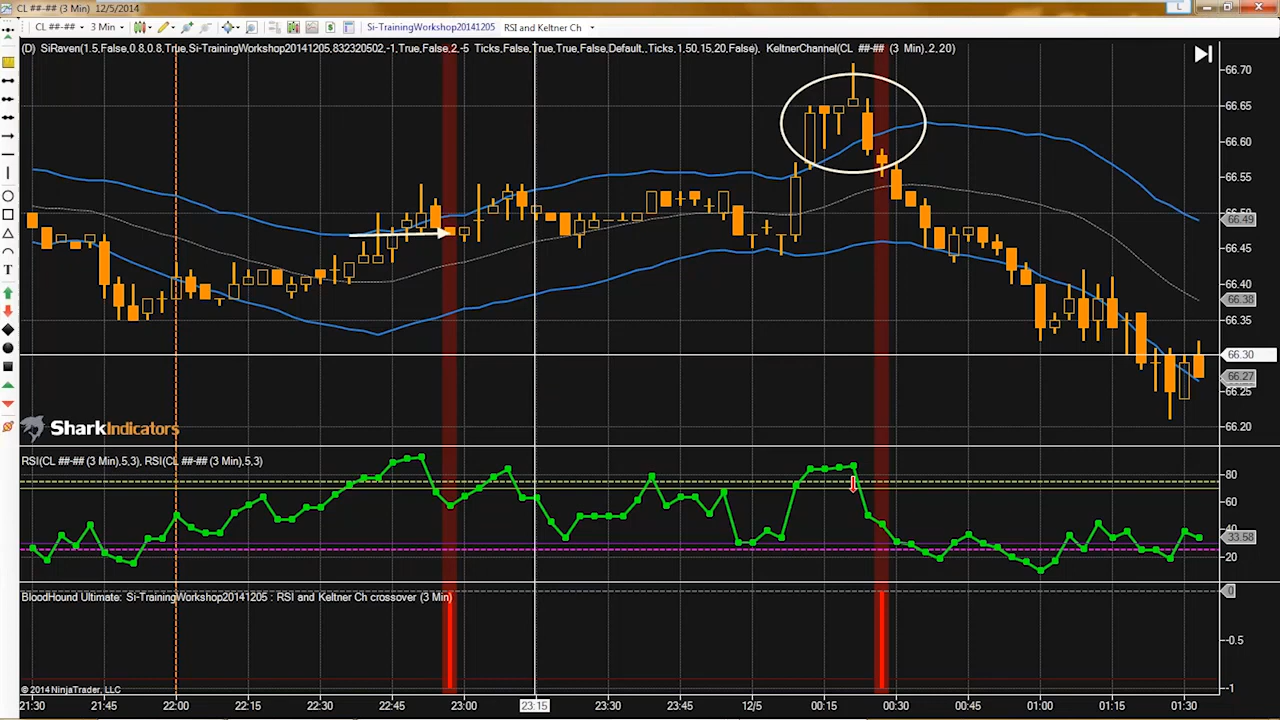 CL ##-## (3 Min) 12/5/2014
L
CL ##-## 3 Min Si-TrainingWorkshop20141205 RSI and Keltner Ch
(D) SiRaven(1.5,False,0.8,0.8,True,Si-TrainingWorkshop20141205,832320502,-1,True,False,2,-5 Ticks,False,True,True,False,Default,,Ticks,1,50,15,20,False), KeltnerChannel(CL ##-## (3 Min),2,20)
66.70
66.65
66.60
66.55
66.50
66.49
66.45
66.40
66.38
66.35
66.30
66.27
66.25
66.20
T
SharkIndicators
RSI(CL ##-## (3 Min),5,3), RSI(CL ##-## (3 Min),5,3)
80
60
40
33.58
20
BloodHound Ultimate: Si-TrainingWorkshop20141205 : RSI and Keltner Ch crossover (3 Min)
0
-0.5
-1
© 2014 NinjaTrader, LLC
21:30 21:45 22:00 22:15 22:30 22:45 23:00 23:15 23:30 23:45 12/5 00:15 00:30 00:45 01:00 01:15 01:30